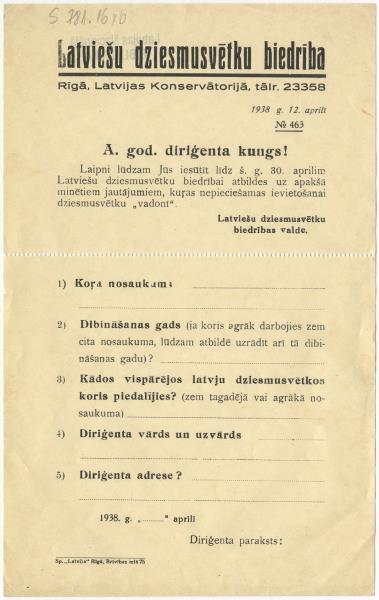 S 781. 16 x b
Latviešu dziesmusvētku biedrība
Rīgā, Latvijas Konservātorijā, tālr. 23358
1938 g. 12. aprilī
№ 463
A. god. diriģenta kungs!
Laipni lūdzam Jūs iesūtīt līdz š. g. 30. aprilim
Latviešu dziesmusvētku biedrībai atbildes uz apakšā
minētiem jautājumiem, kuŗas nepieciešamas ievietošanai
dziesmusvētku „vadonī".
Latviešu dziesmusvētku
biedrības valde.
1) Koŗa nosaukums
2) Dibināšanas gads (ja koris agrāk darbojies zem
cita nosaukuma, lūdzam atbildē uzrādīt arī tā dibi-
nāšanas gadu)?
3) Kādos vispārējos latvju dziesmusvētkos
koris piedalījies? (zem tagadējā vai agrākā no-
saukuma)
4) Diriģenta vārds un uzvārds
5) Diriģenta adrese?
1938. g. „........" aprilī
Diriģenta paraksts:
Sp. „Latvija" Rīgā, Brīvības ielā 75